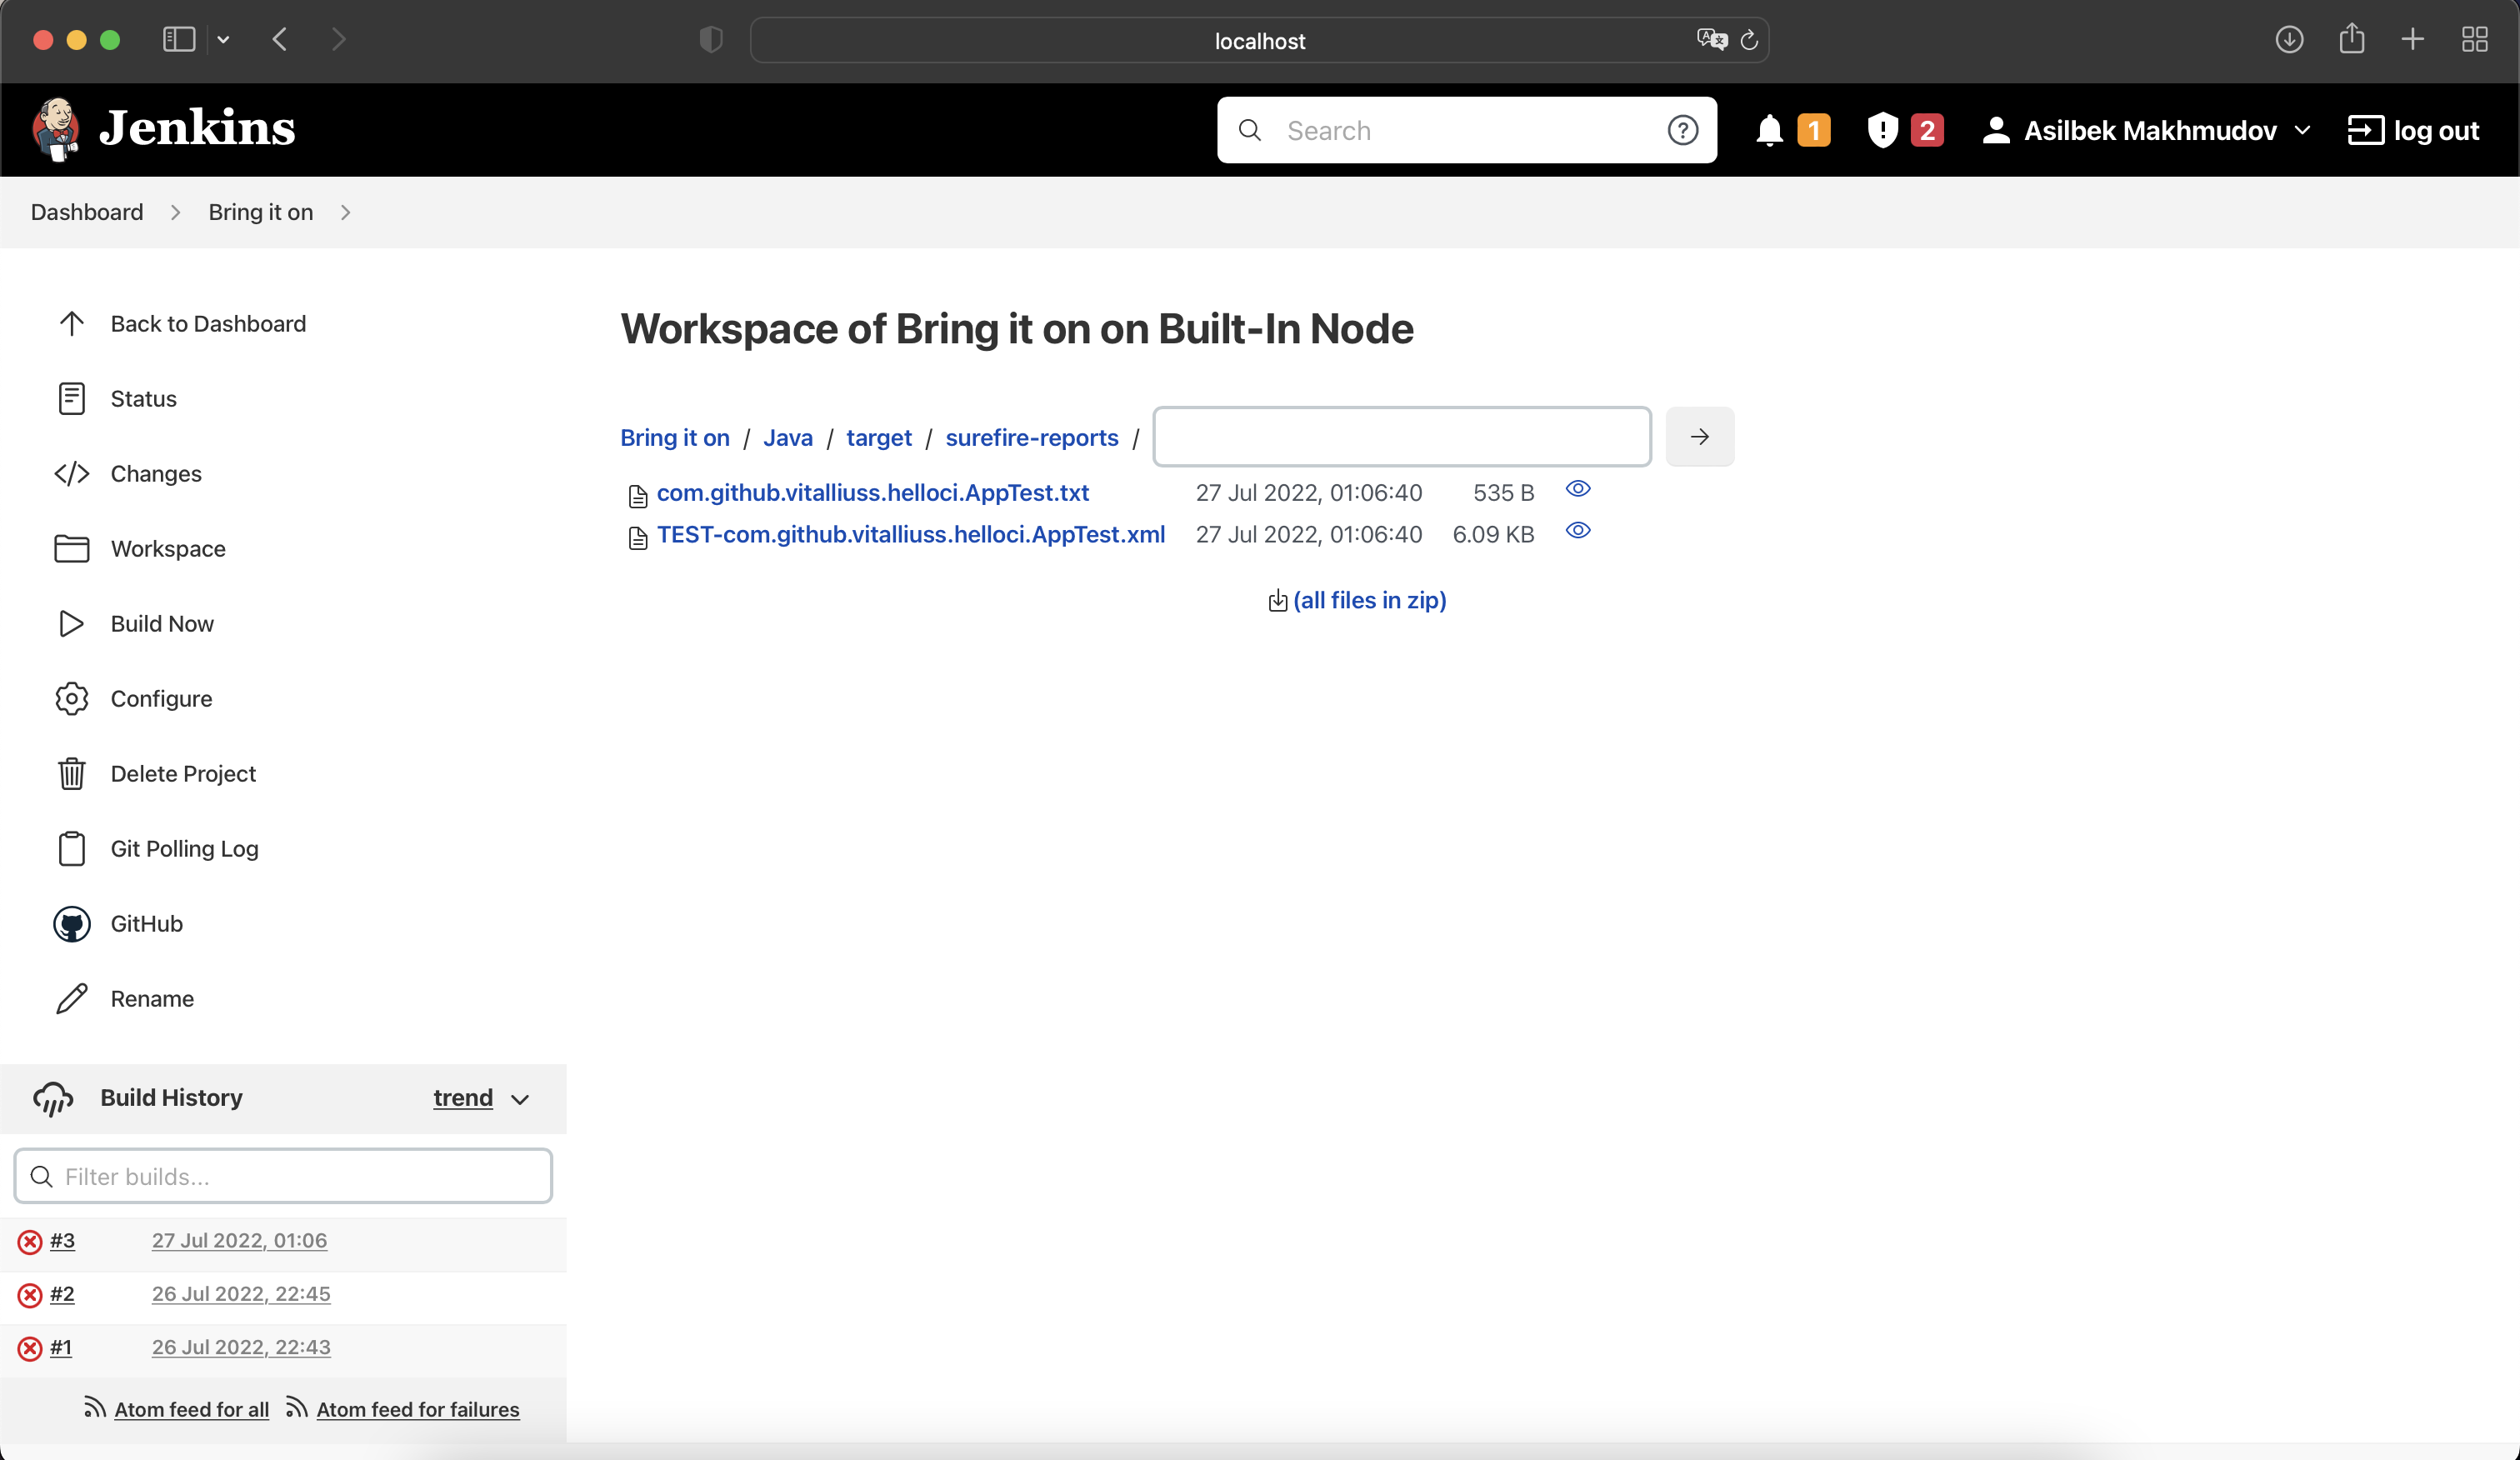 localhost
Jenkins
Search
1
2
Asilbek Makhmudov
log out
Dashboard
Bring it on
Back to Dashboard
Status
Changes
Workspace
Build Now
Configure
Delete Project
Git Polling Log
GitHub
Rename
Build History
trend
Filter builds...
#3 27 Jul 2022, 01:06
#2 26 Jul 2022, 22:45
#1 26 Jul 2022, 22:43
Atom feed for all Atom feed for failures
Workspace of Bring it on on Built-In Node
Bring it on / Java / target / surefire-reports /
com.github.vitalliuss.helloci.AppTest.txt 27 Jul 2022, 01:06:40 535 B
TEST-com.github.vitalliuss.helloci.AppTest.xml 27 Jul 2022, 01:06:40 6.09 KB
(all files in zip)